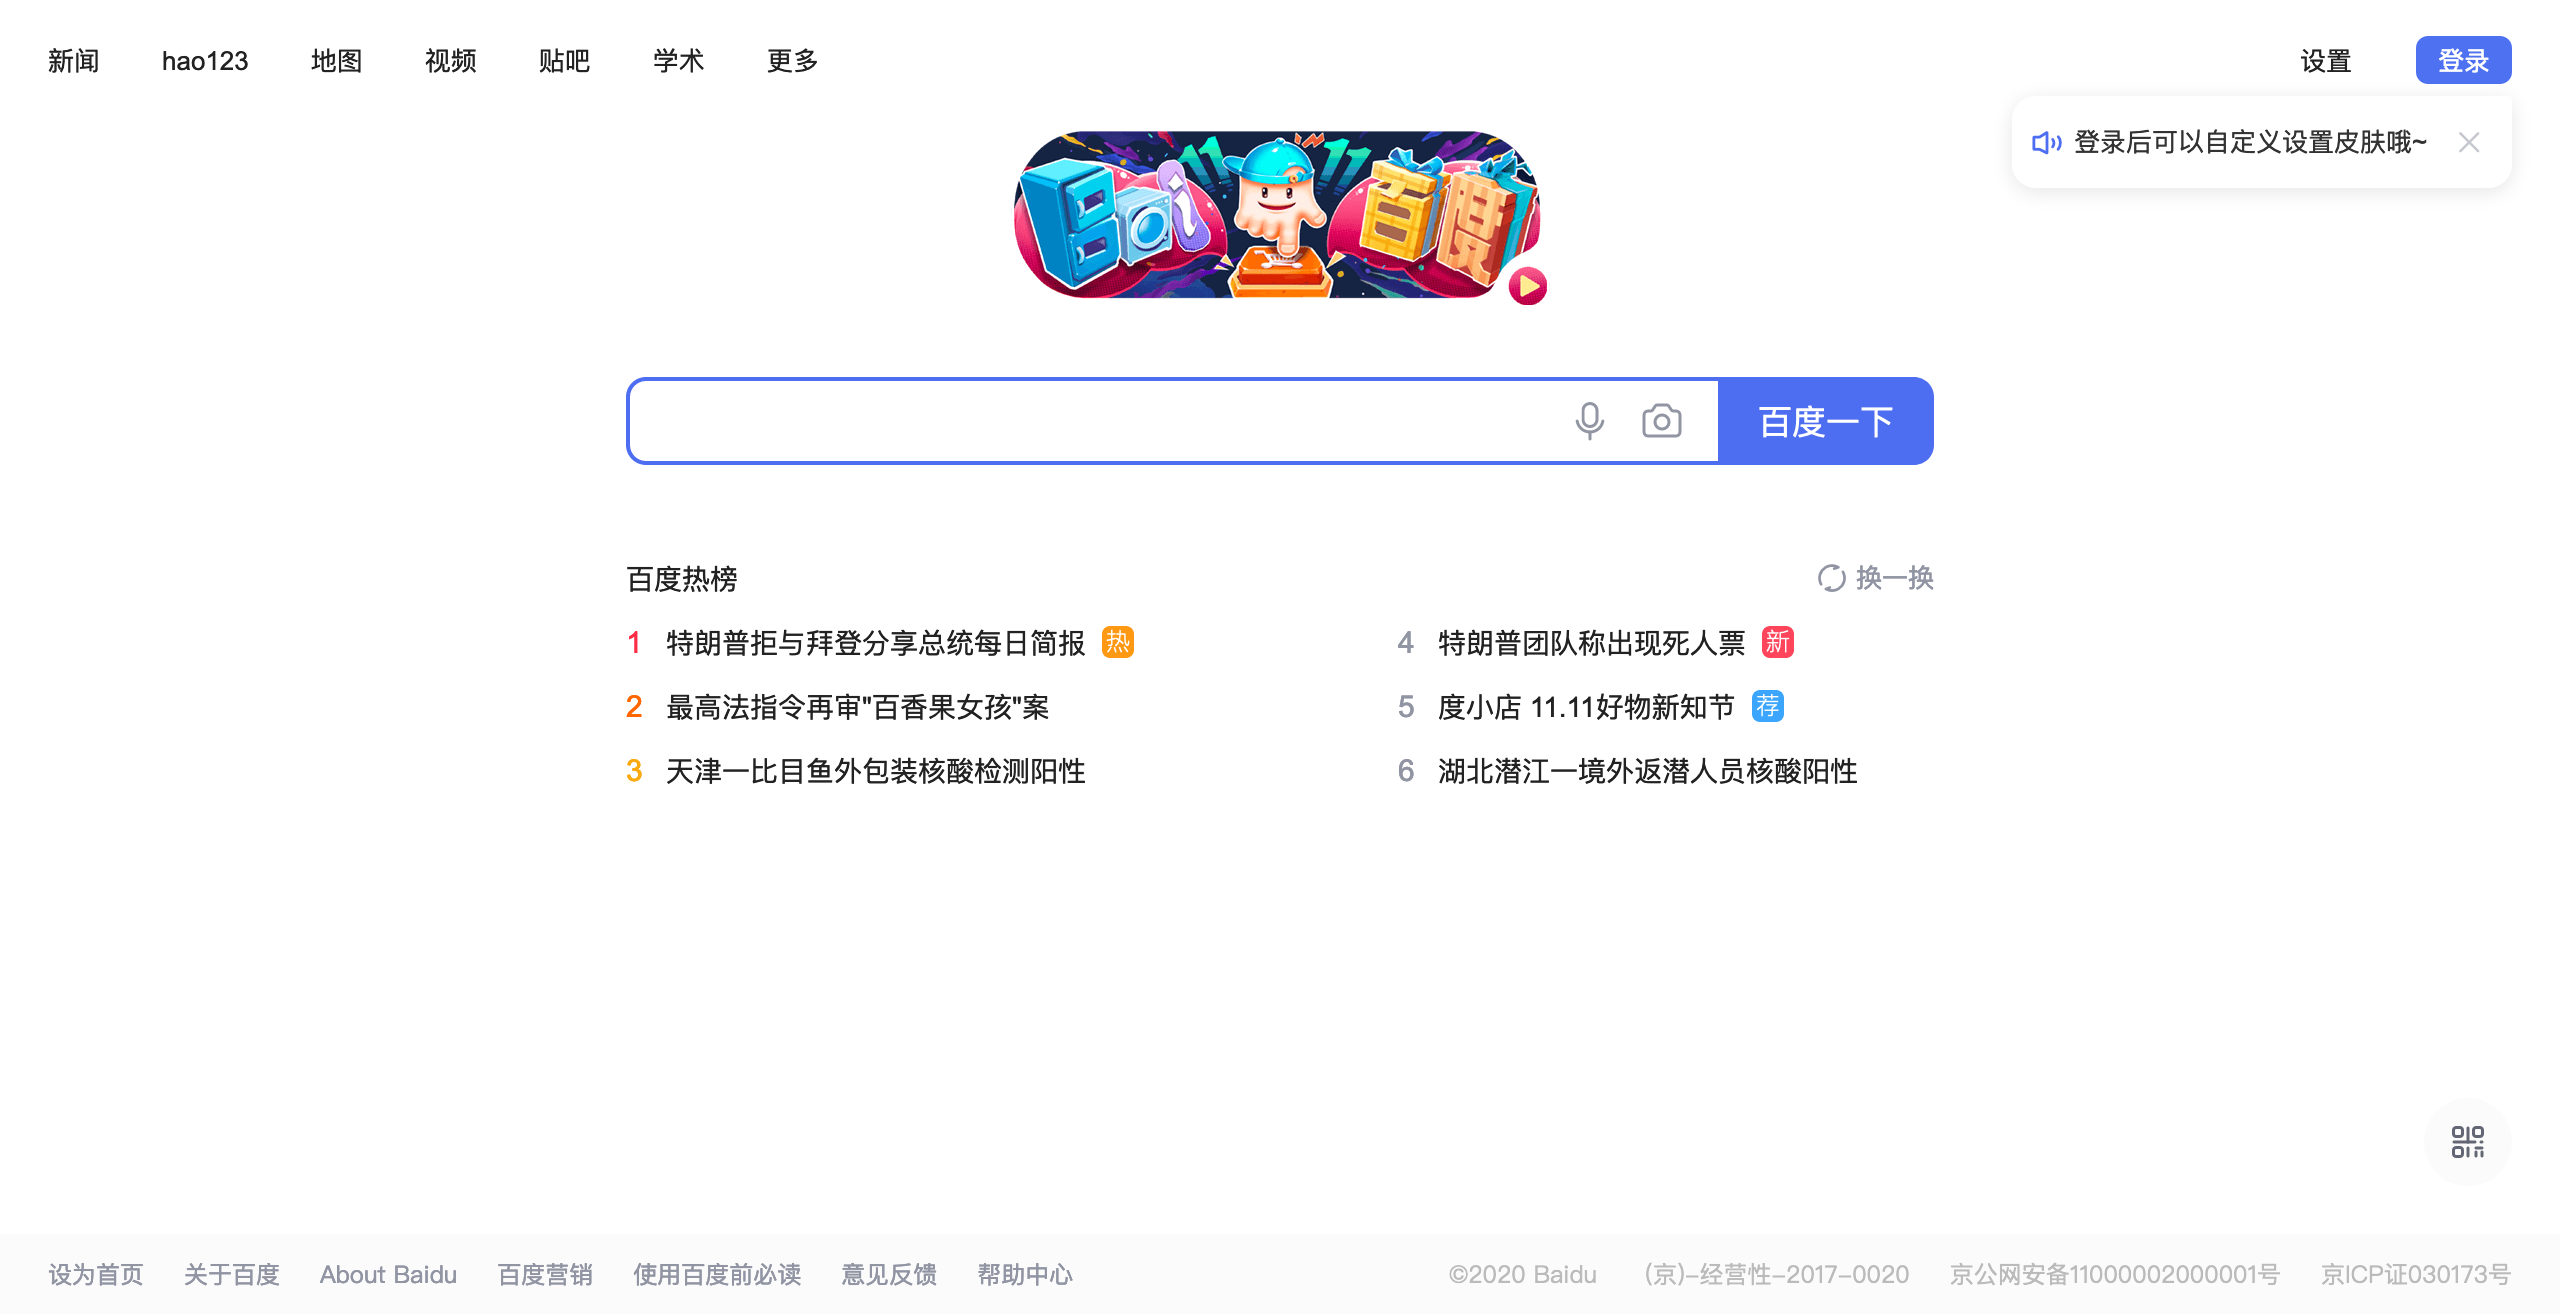 新闻 hao123 地图 视频 贴吧 学术 更多 设置 登录
登录后可以自定义设置皮肤哦~
11 11
Bai 百度
百度一下
百度热榜 换一换
1 特朗普拒与拜登分享总统每日简报 热
2 最高法指令再审"百香果女孩"案
3 天津一比目鱼外包装核酸检测阳性
4 特朗普团队称出现死人票 新
5 度小店 11.11好物新知节 荐
6 湖北潜江一境外返潜人员核酸阳性
设为首页 关于百度 About Baidu 百度营销 使用百度前必读 意见反馈 帮助中心 ©2020 Baidu (京)-经营性-2017-0020 京公网安备11000002000001号 京ICP证030173号